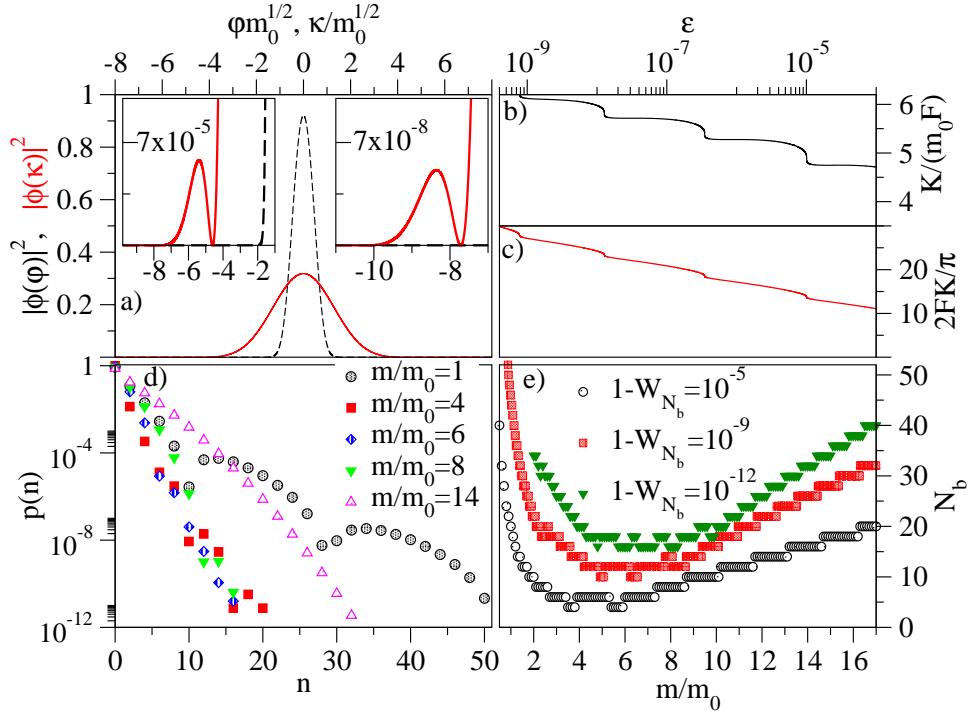 φm₀^1/2, κ/m₀^1/2
ε
-8 -6 -4 -2 0 2 4 6 8
10^-9 10^-7 10^-5
|ϕ(φ)|², |ϕ(κ)|²
1
0.8
0.6
0.4
0.2
7x10^-5
-8 -6 -4 -2
7x10^-8
-10 -8
a)
b)
6
5
4
K/(m₀F)
c)
20
10
2FK/π
d)
1
10^-4
10^-8
10^-12
p(n)
m/m₀=1
m/m₀=4
m/m₀=6
m/m₀=8
m/m₀=14
0 10 20 30 40 50
n
e)
1-W_N_b=10^-5
1-W_N_b=10^-9
1-W_N_b=10^-12
50
40
30
20
10
0
N_b
2 4 6 8 10 12 14 16
m/m₀